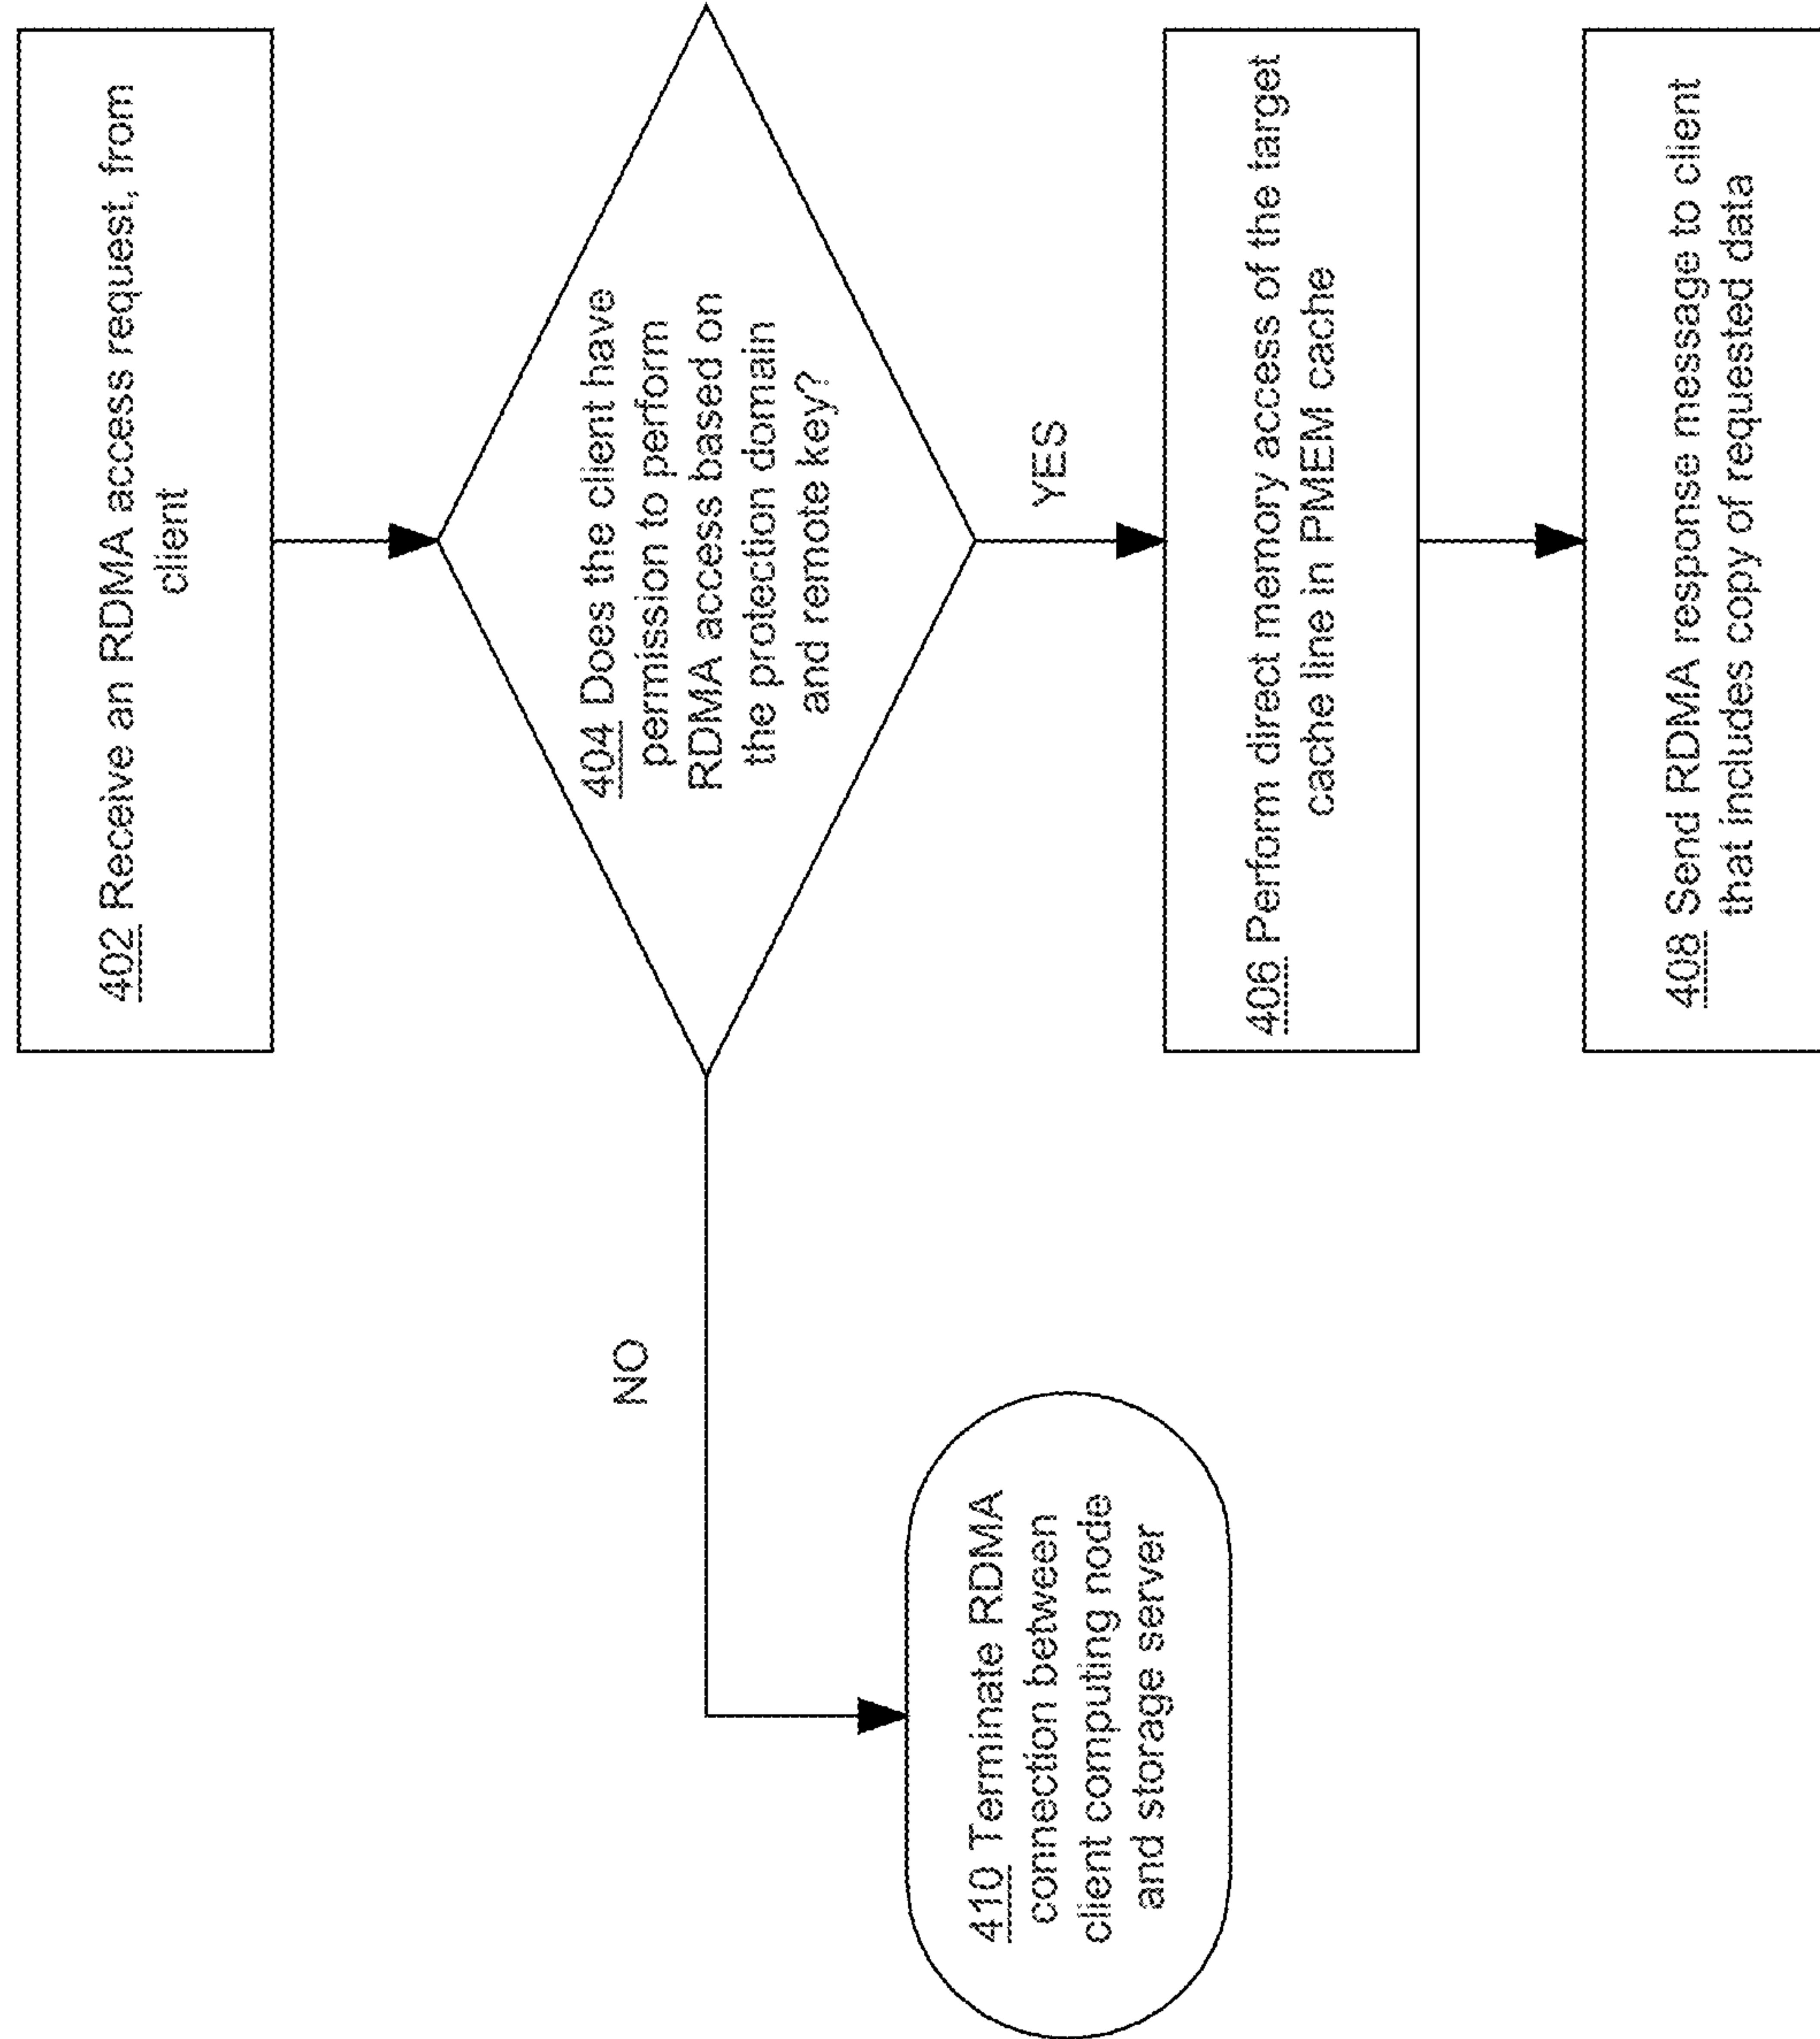 402 Receive an RDMA access request, from
client
404 Does the client have
permission to perform
RDMA access based on
the protection domain
and remote key?
NO
YES
406 Perform direct memory access of the target
cache line in PMEM cache
408 Send RDMA response message to client
that includes copy of requested data
410 Terminate RDMA
connection between
client computing node
and storage server